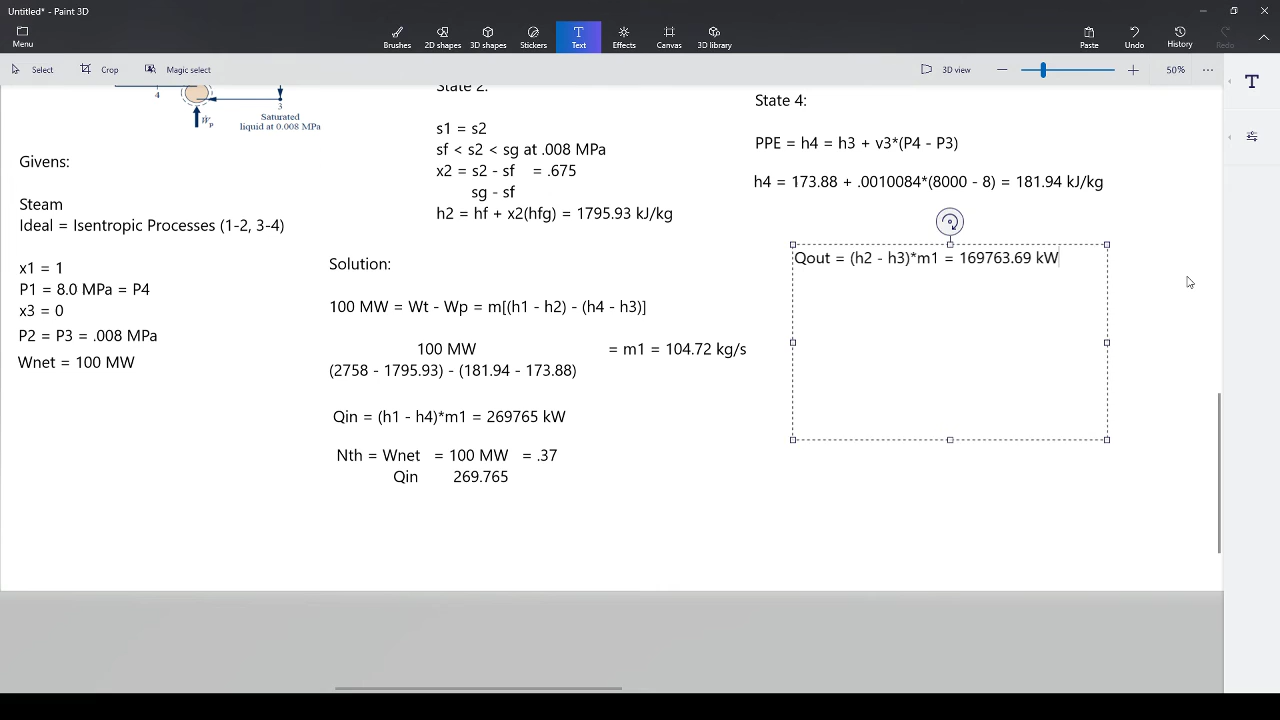 Untitled* - Paint 3D
Menu
Brushes
2D shapes
3D shapes
Stickers
Text
Effects
Canvas
3D library
Paste
Undo
History
Redo
Select
Crop
Magic select
3D view
50%
T
4
Ẇp
3
Saturated
liquid at 0.008 MPa
Givens:
Steam
Ideal = Isentropic Processes (1-2, 3-4)
x1 = 1
P1 = 8.0 MPa = P4
x3 = 0
P2 = P3 = .008 MPa
Wnet = 100 MW
State 2:
s1 = s2
sf < s2 < sg at .008 MPa
x2 = s2 - sf = .675
sg - sf
h2 = hf + x2(hfg) = 1795.93 kJ/kg
Solution:
100 MW = Wt - Wp = m[(h1 - h2) - (h4 - h3)]
100 MW = m1 = 104.72 kg/s
(2758 - 1795.93) - (181.94 - 173.88)
Qin = (h1 - h4)*m1 = 269765 kW
Nth = Wnet = 100 MW = .37
Qin 269.765
State 4:
PPE = h4 = h3 + v3*(P4 - P3)
h4 = 173.88 + .0010084*(8000 - 8) = 181.94 kJ/kg
Qout = (h2 - h3)*m1 = 169763.69 kW